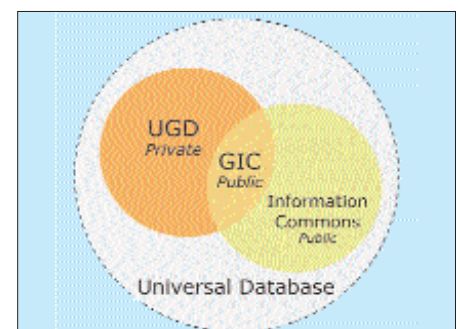 UGD
Private
GIC
Public
Information
Commons
Public
Universal Database